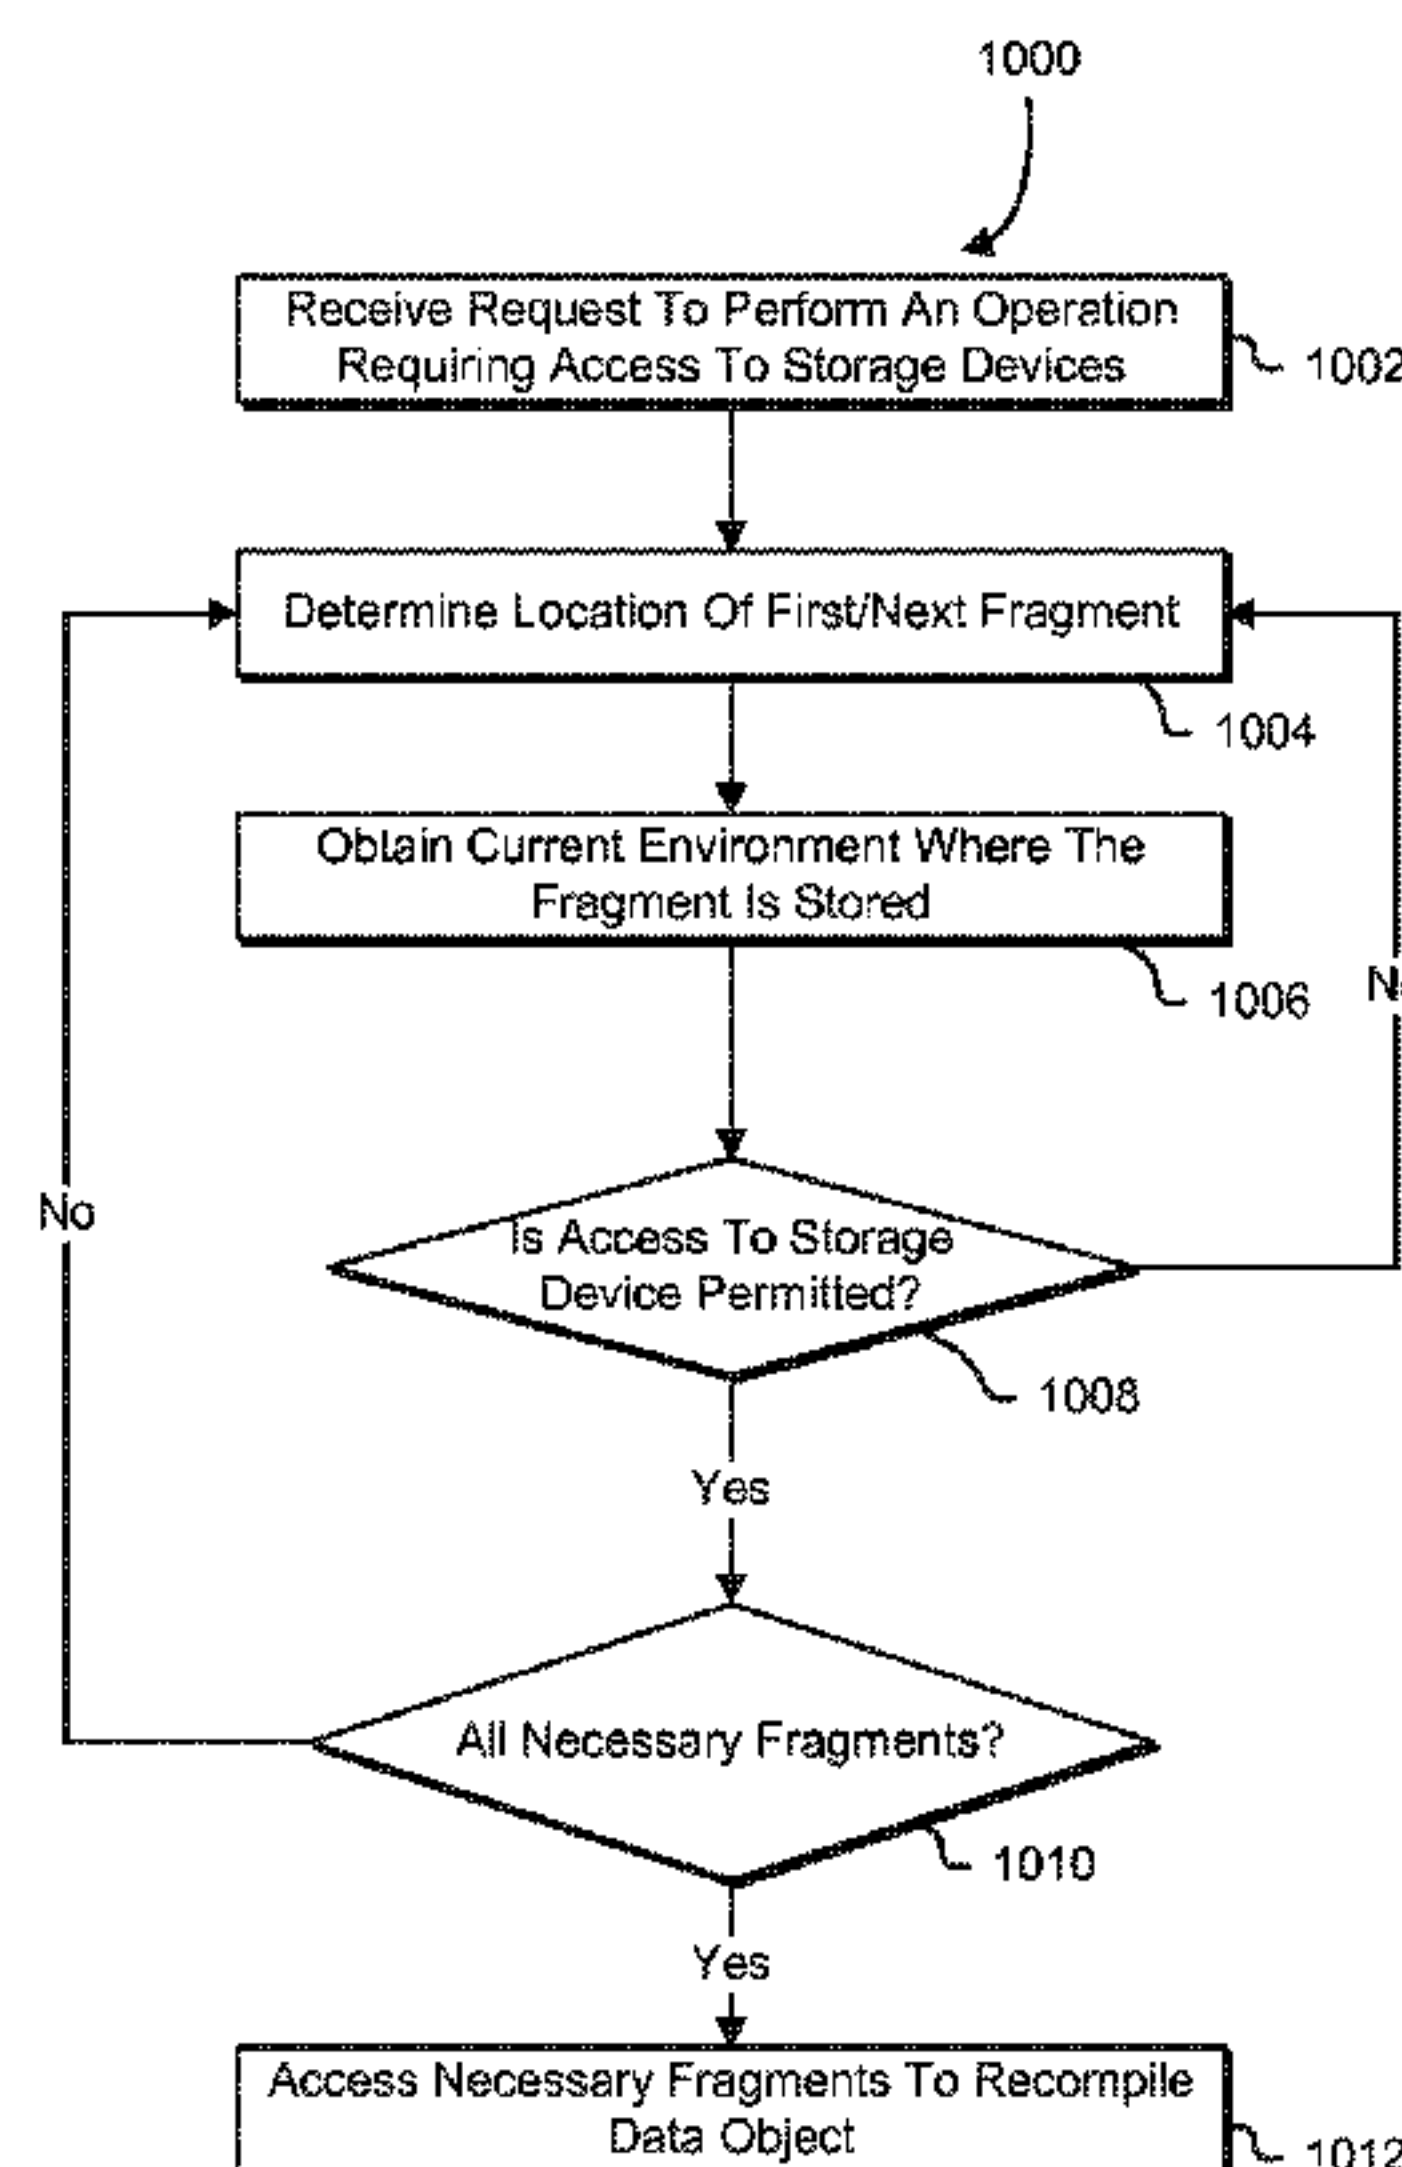 1000
Receive Request To Perform An Operation
Requiring Access To Storage Devices
1002
Determine Location Of First/Next Fragment
1004
Obtain Current Environment Where The
Fragment Is Stored
1006
No
Is Access To Storage
Device Permitted?
1008
Yes
All Necessary Fragments?
1010
Yes
Access Necessary Fragments To Recompile
Data Object
1012